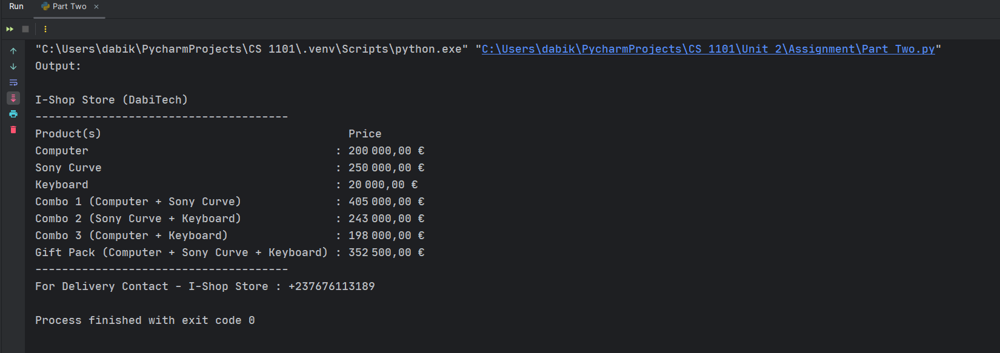 Run Part Two ×
"C:\Users\dabik\PycharmProjects\CS 1101\.venv\Scripts\python.exe" "C:\Users\dabik\PycharmProjects\CS 1101\Unit 2\Assignment\Part Two.py"
Output:
I-Shop Store (DabiTech)
--------------------------------------
Product(s)                                     Price
Computer                                     : 200 000,00 €
Sony Curve                                   : 250 000,00 €
Keyboard                                     : 20 000,00 €
Combo 1 (Computer + Sony Curve)              : 405 000,00 €
Combo 2 (Sony Curve + Keyboard)              : 243 000,00 €
Combo 3 (Computer + Keyboard)                : 198 000,00 €
Gift Pack (Computer + Sony Curve + Keyboard) : 352 500,00 €
--------------------------------------
For Delivery Contact - I-Shop Store : +237676113189
Process finished with exit code 0